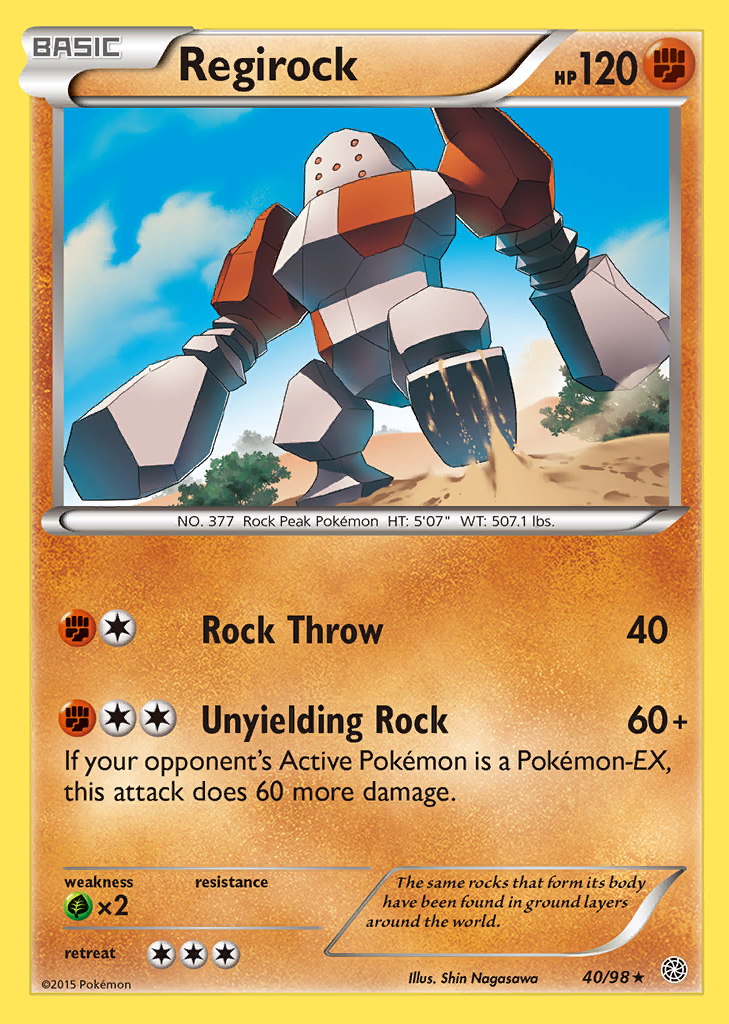 BASIC
Regirock
HP120
NO. 377 Rock Peak Pokémon HT: 5'07" WT: 507.1 lbs.
Rock Throw 40
Unyielding Rock 60+
If your opponent's Active Pokémon is a Pokémon-EX,
this attack does 60 more damage.
weakness resistance
×2
The same rocks that form its body
have been found in ground layers
around the world.
retreat
©2015 Pokémon Illus. Shin Nagasawa 40/98★